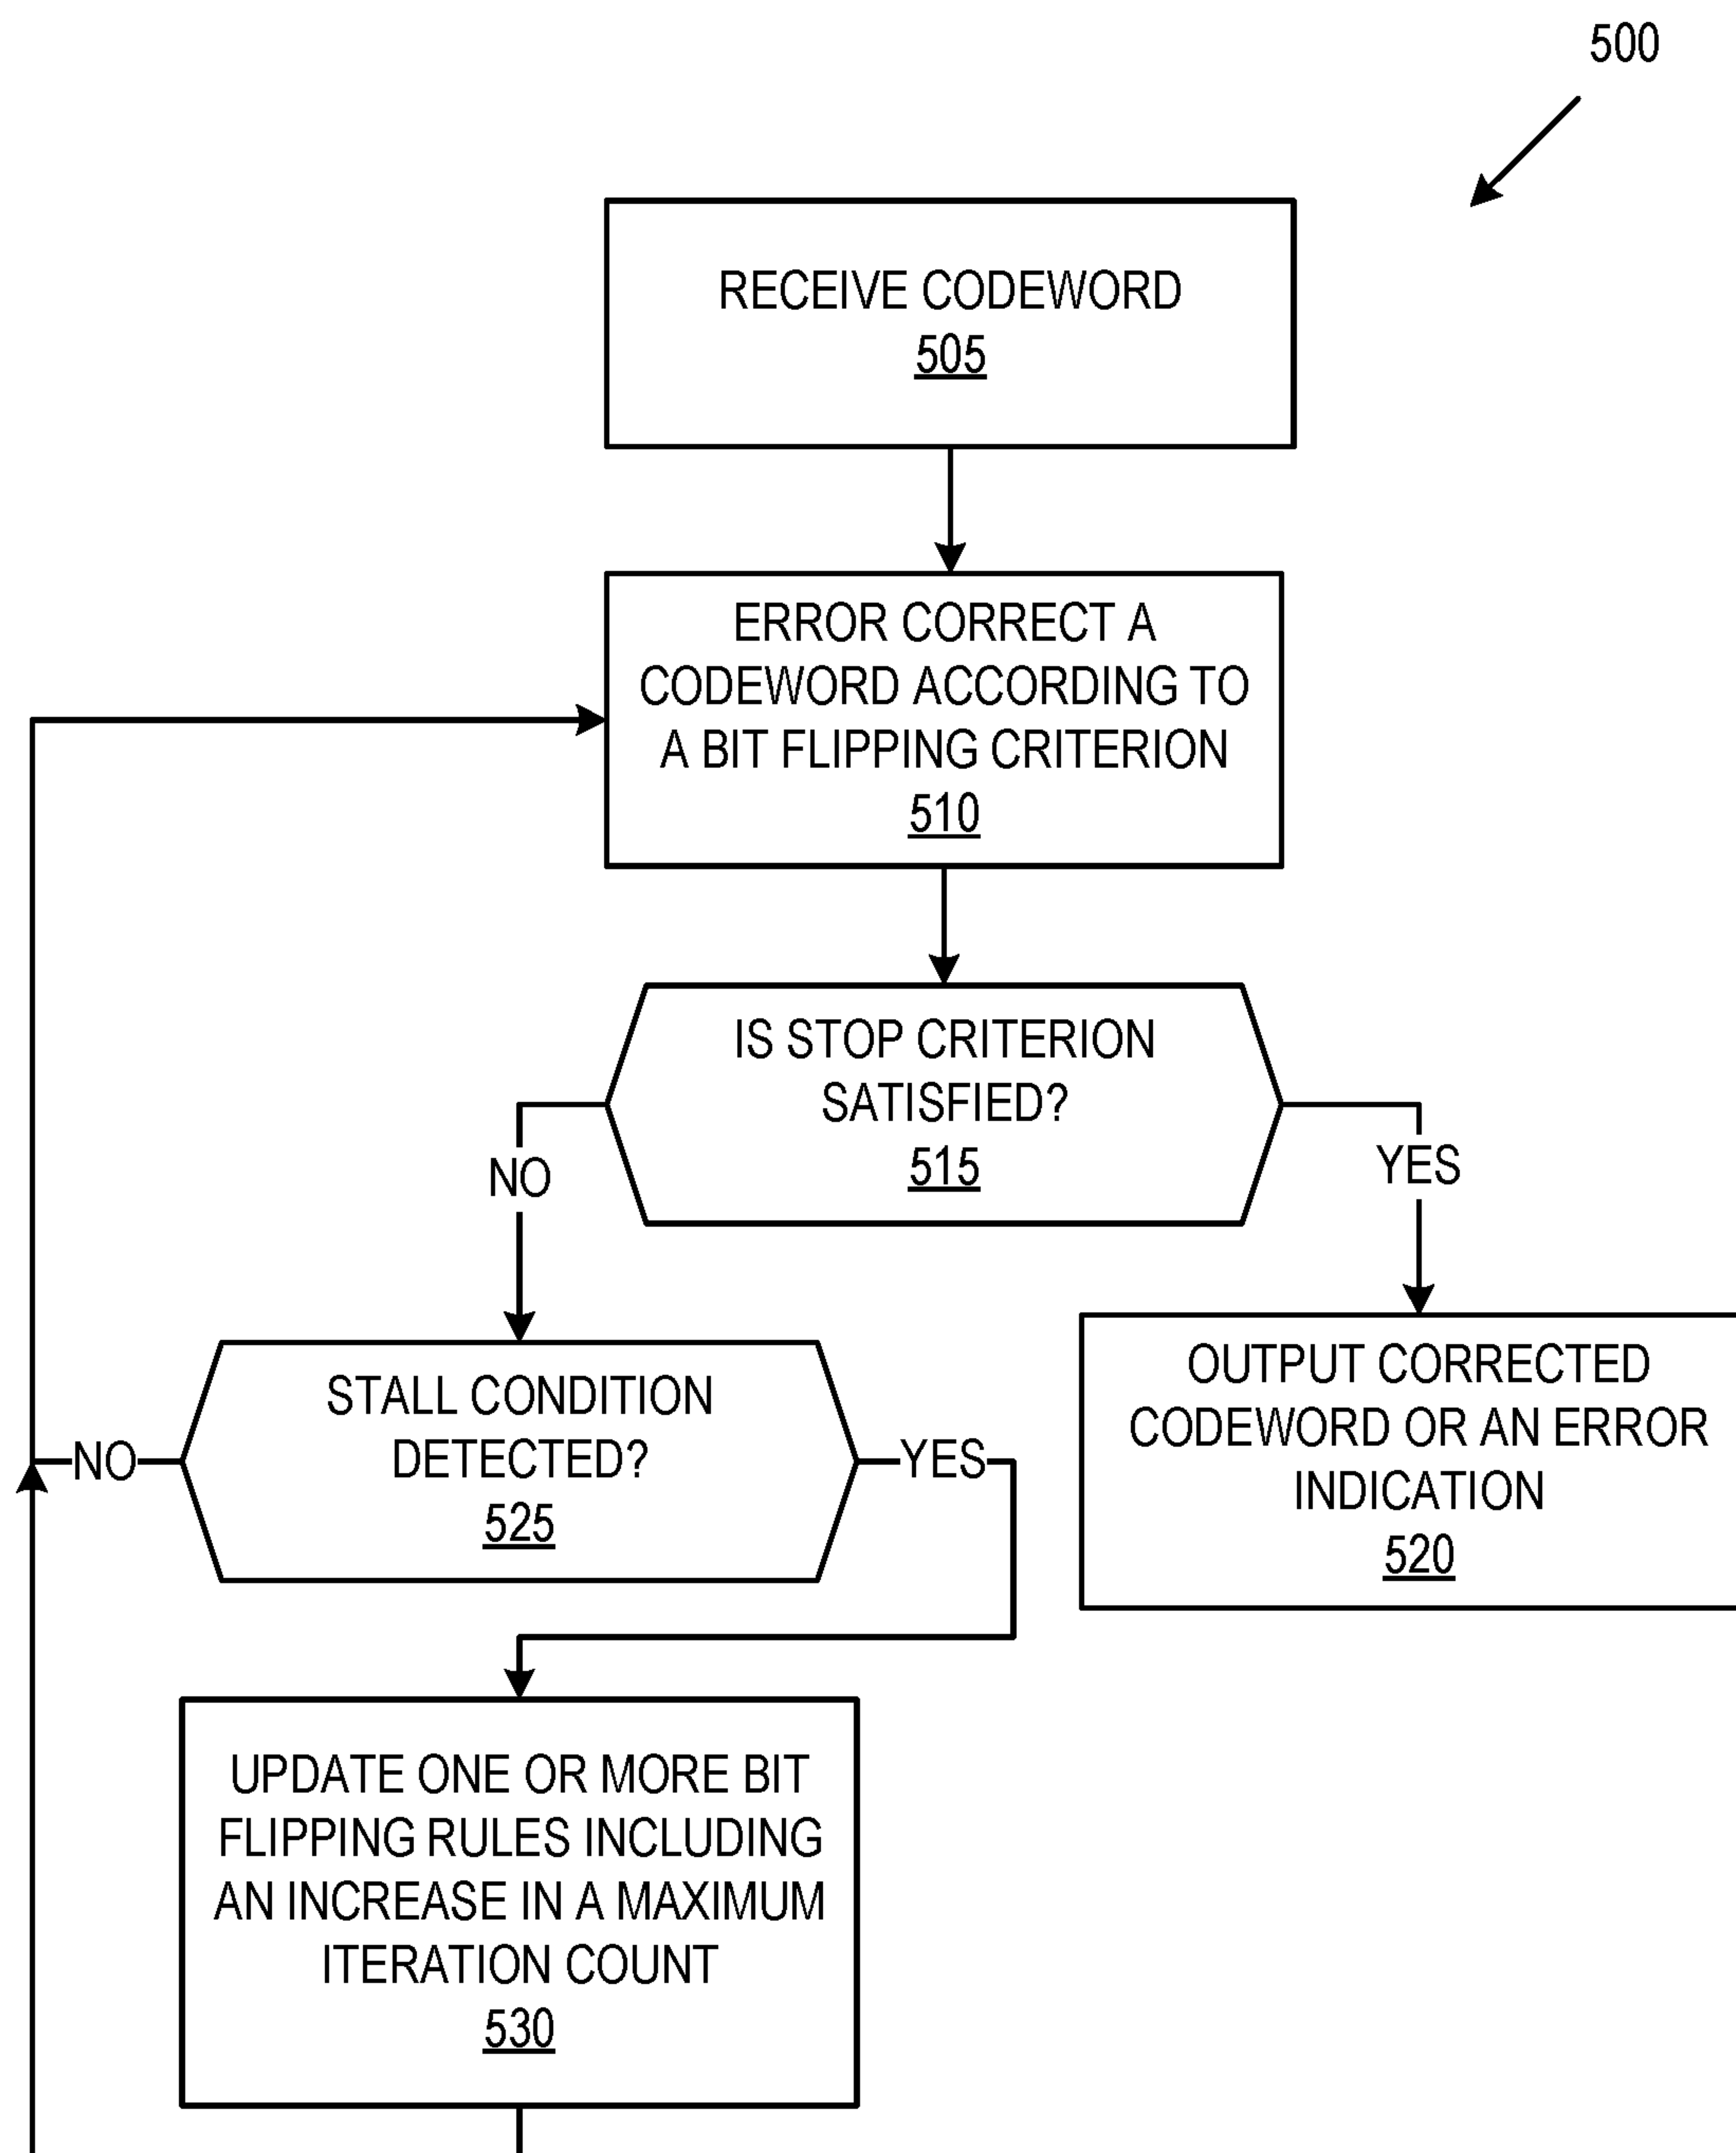 500
RECEIVE CODEWORD
505
ERROR CORRECT A
CODEWORD ACCORDING TO
A BIT FLIPPING CRITERION
510
IS STOP CRITERION
SATISFIED?
515
NO
YES
STALL CONDITION
DETECTED?
525
NO
YES
OUTPUT CORRECTED
CODEWORD OR AN ERROR
INDICATION
520
UPDATE ONE OR MORE BIT
FLIPPING RULES INCLUDING
AN INCREASE IN A MAXIMUM
ITERATION COUNT
530